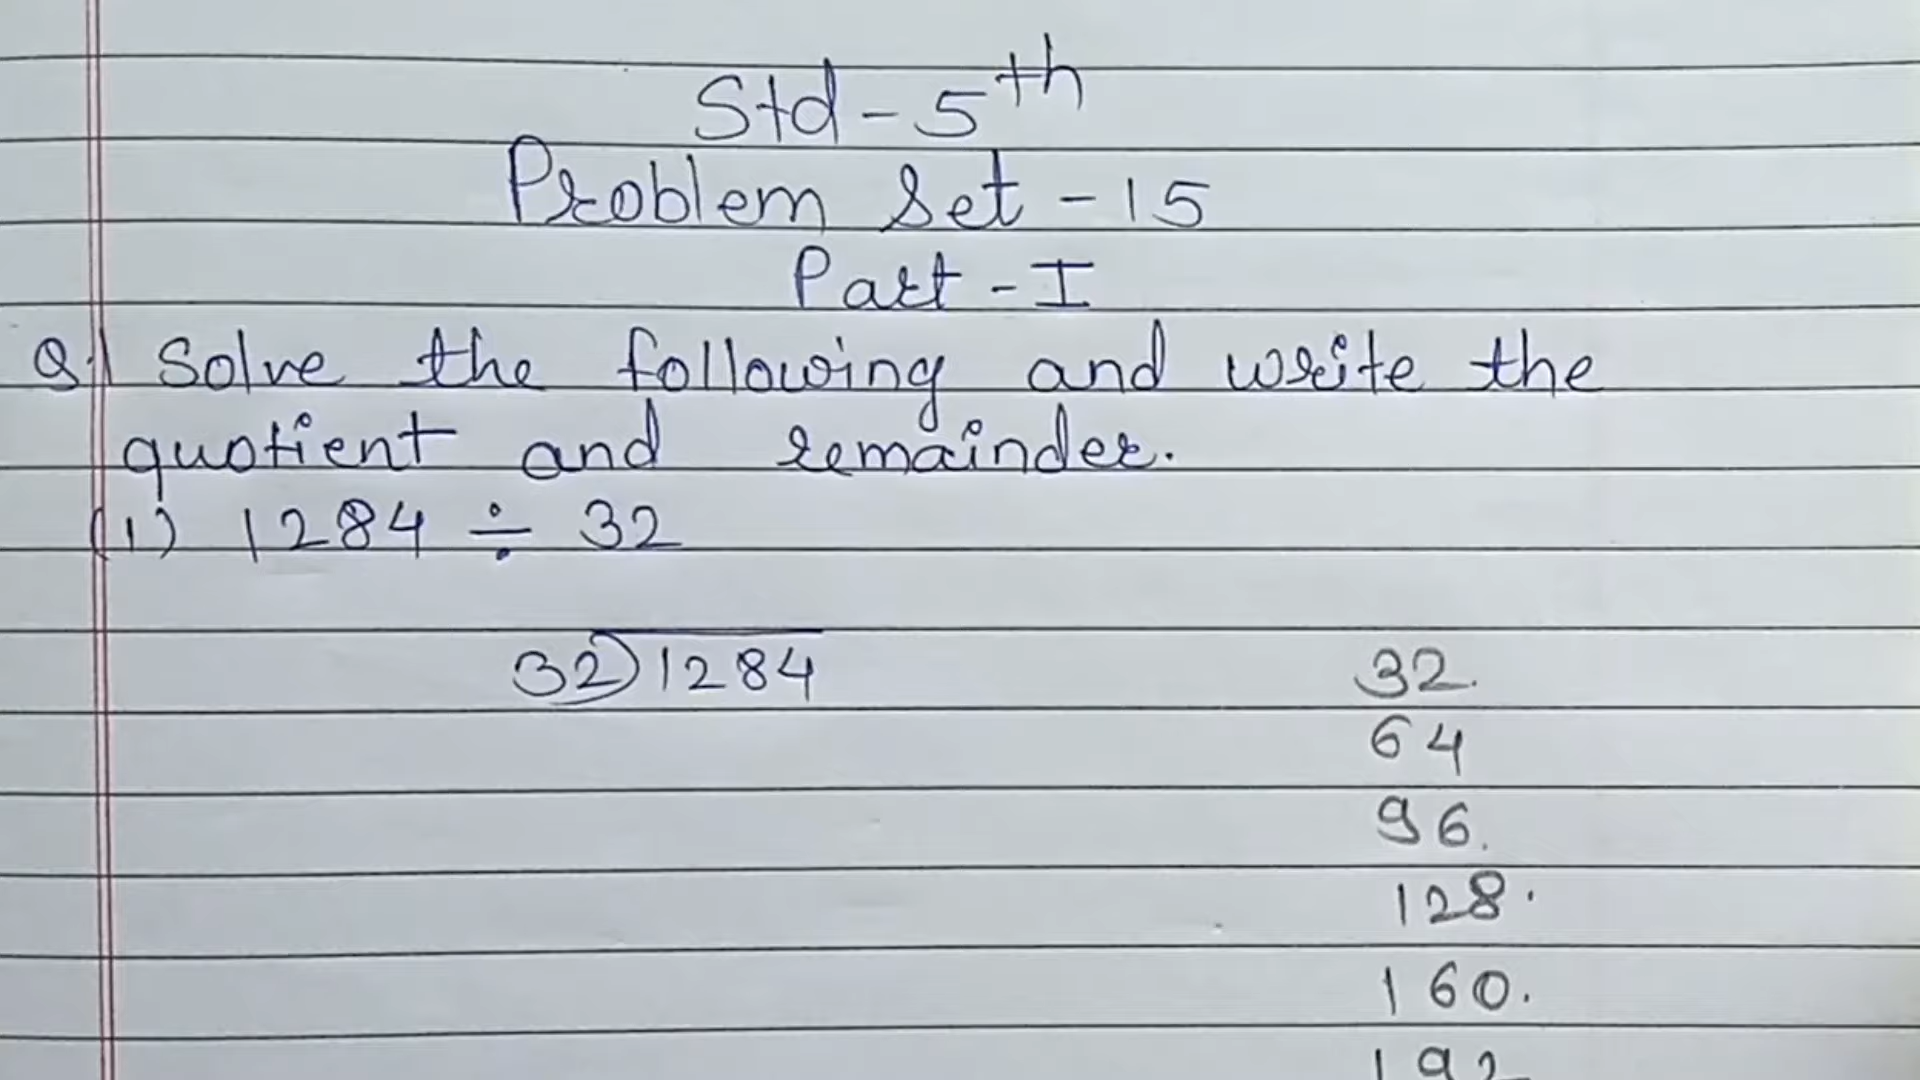 Std - 5th
Problem Set - 15
Part - I
Q.1 Solve the following and write the
quotient and remainder.
(1) 1284 ÷ 32
32)1284
32.
64
96.
128.
160.
192